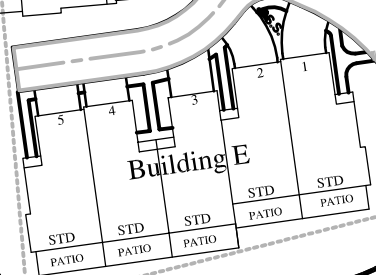 S.S.
1
2
3
4
5
Building E
STD
STD
STD
STD
STD
PATIO
PATIO
PATIO
PATIO
PATIO